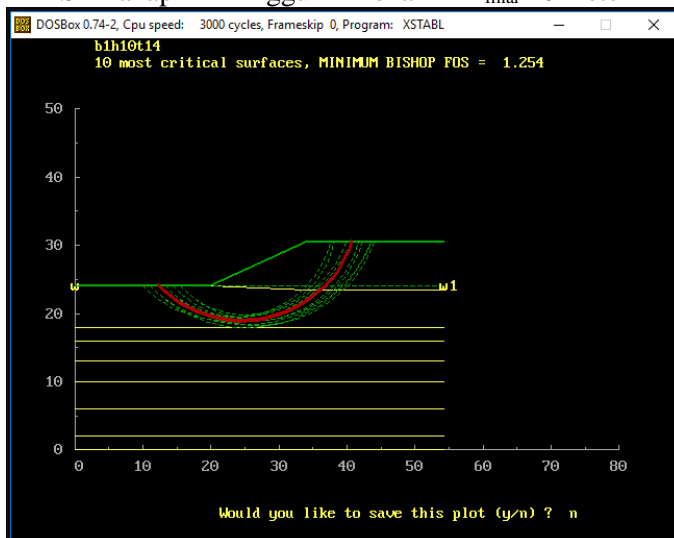 DOSBox 0.74-2, Cpu speed: 3000 cycles, Frameskip 0, Program: XSTABL
b1h10t14
10 most critical surfaces, MINIMUM BISHOP FOS = 1.254
50
40
30
w w1
20
10
0
0 10 20 30 40 50 60 70 80
Would you like to save this plot (y/n) ? n